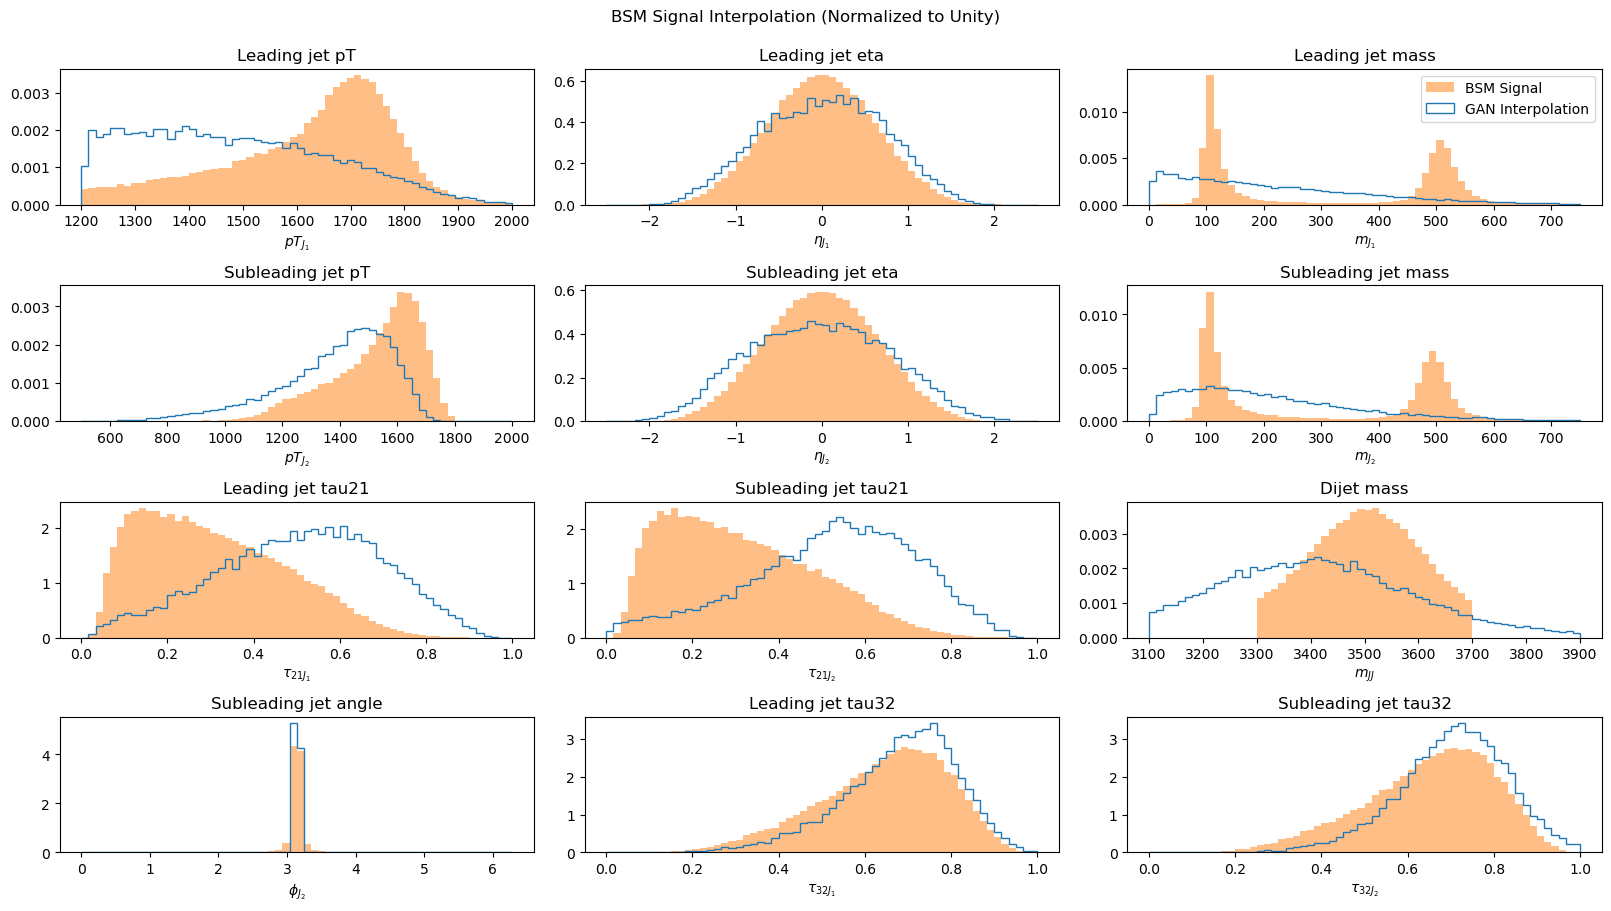 BSM Signal Interpolation (Normalized to Unity)
Leading jet pT
0.003
0.002
0.001
0.000
1200 1300 1400 1500 1600 1700 1800 1900 2000
pT_{J_1}
Leading jet eta
0.6
0.4
0.2
0.0
−2 −1 0 1 2
η_{J_1}
Leading jet mass
BSM Signal
GAN Interpolation
0.010
0.005
0.000
0 100 200 300 400 500 600 700
m_{J_1}
Subleading jet pT
0.003
0.002
0.001
0.000
600 800 1000 1200 1400 1600 1800 2000
pT_{J_2}
Subleading jet eta
0.6
0.4
0.2
0.0
−2 −1 0 1 2
η_{J_2}
Subleading jet mass
0.010
0.005
0.000
0 100 200 300 400 500 600 700
m_{J_2}
Leading jet tau21
2
1
0
0.0 0.2 0.4 0.6 0.8 1.0
τ_{21J_1}
Subleading jet tau21
2
1
0
0.0 0.2 0.4 0.6 0.8 1.0
τ_{21J_2}
Dijet mass
0.003
0.002
0.001
0.000
3100 3200 3300 3400 3500 3600 3700 3800 3900
m_{JJ}
Subleading jet angle
4
2
0
0 1 2 3 4 5 6
ϕ_{J_2}
Leading jet tau32
3
2
1
0
0.0 0.2 0.4 0.6 0.8 1.0
τ_{32J_1}
Subleading jet tau32
3
2
1
0
0.0 0.2 0.4 0.6 0.8 1.0
τ_{32J_2}